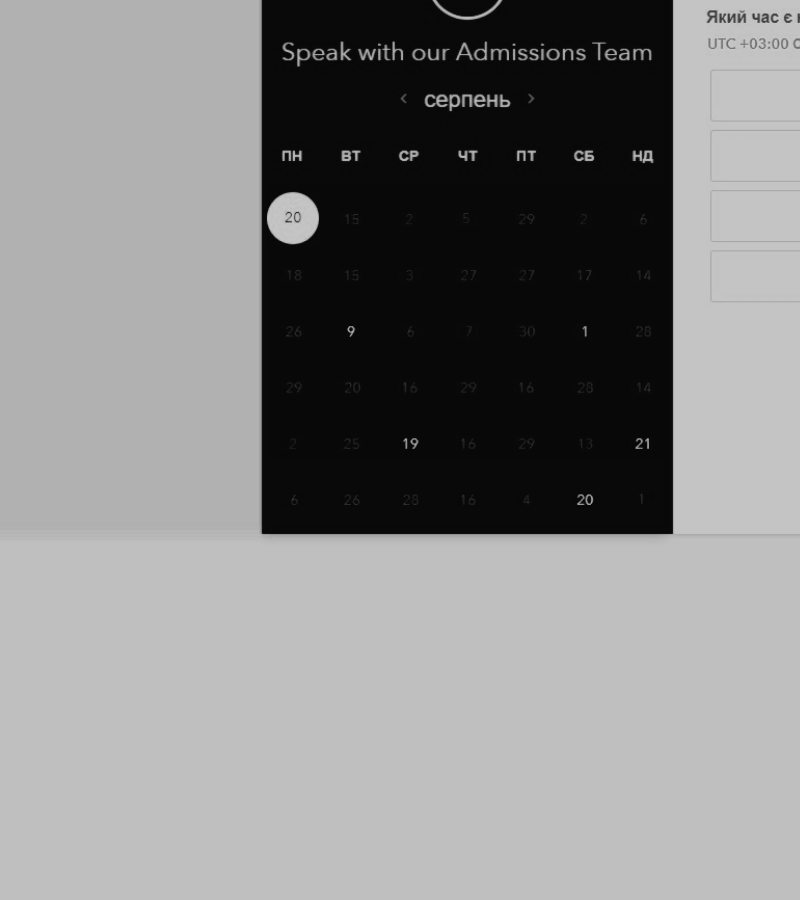 Speak with our Admissions Team
‹ серпень ›
ПН ВТ СР ЧТ ПТ СБ НД
20 15 2 5 29 2 6
18 15 3 27 27 17 14
26 9 6 7 30 1 28
29 20 16 29 16 28 14
2 25 19 16 29 13 21
6 26 28 16 4 20 1
Який час є
UTC +03:00